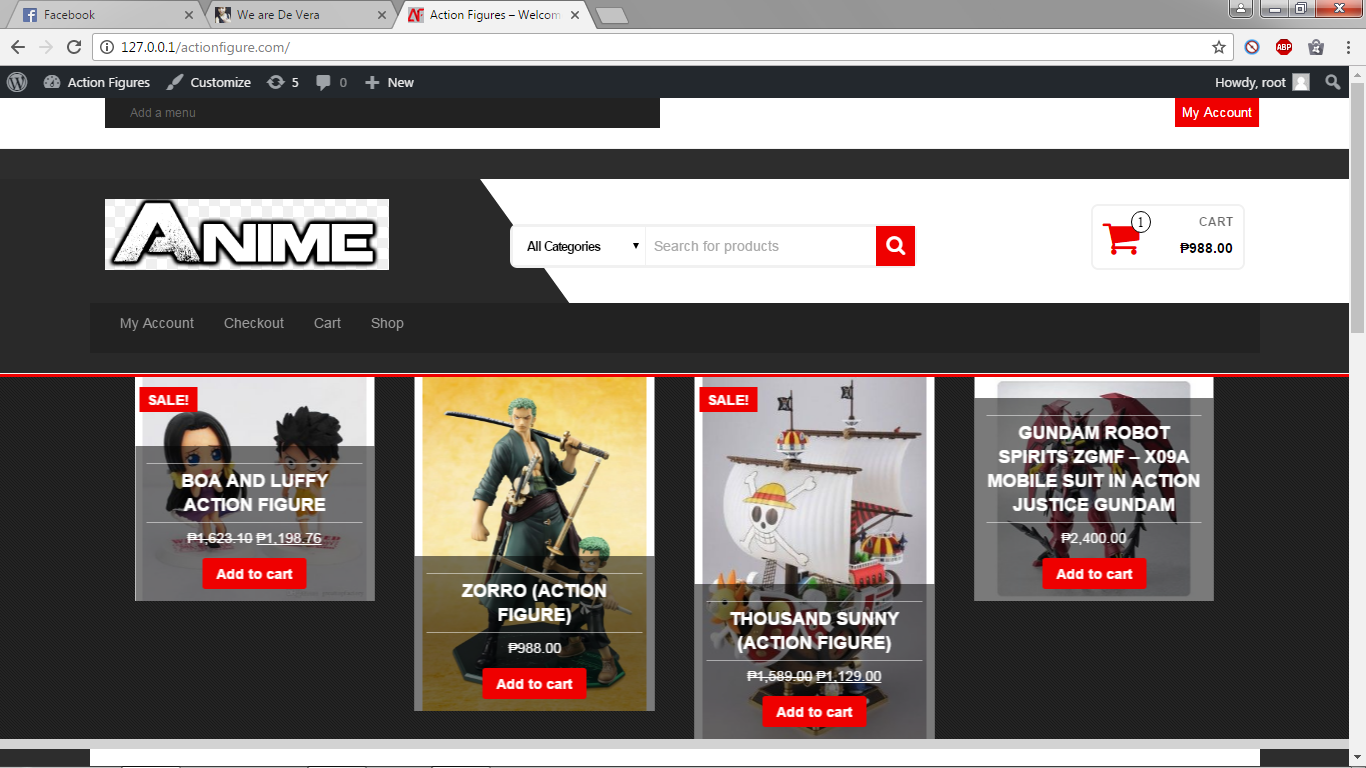 Facebook
We are De Vera
Action Figures – Welcom
127.0.0.1/actionfigure.com/
ABP
Action Figures
Customize
5
0
New
Howdy, root
Add a menu
My Account
ANIME
All Categories
Search for products
1
CART
₱988.00
My Account
Checkout
Cart
Shop
SALE!
BOA AND LUFFY
ACTION FIGURE
₱1,623.10 ₱1,198.76
Add to cart
ZORRO (ACTION
FIGURE)
₱988.00
Add to cart
SALE!
THOUSAND SUNNY
(ACTION FIGURE)
₱1,589.00 ₱1,129.00
Add to cart
GUNDAM ROBOT
SPIRITS ZGMF – X09A
MOBILE SUIT IN ACTION
JUSTICE GUNDAM
₱2,400.00
Add to cart